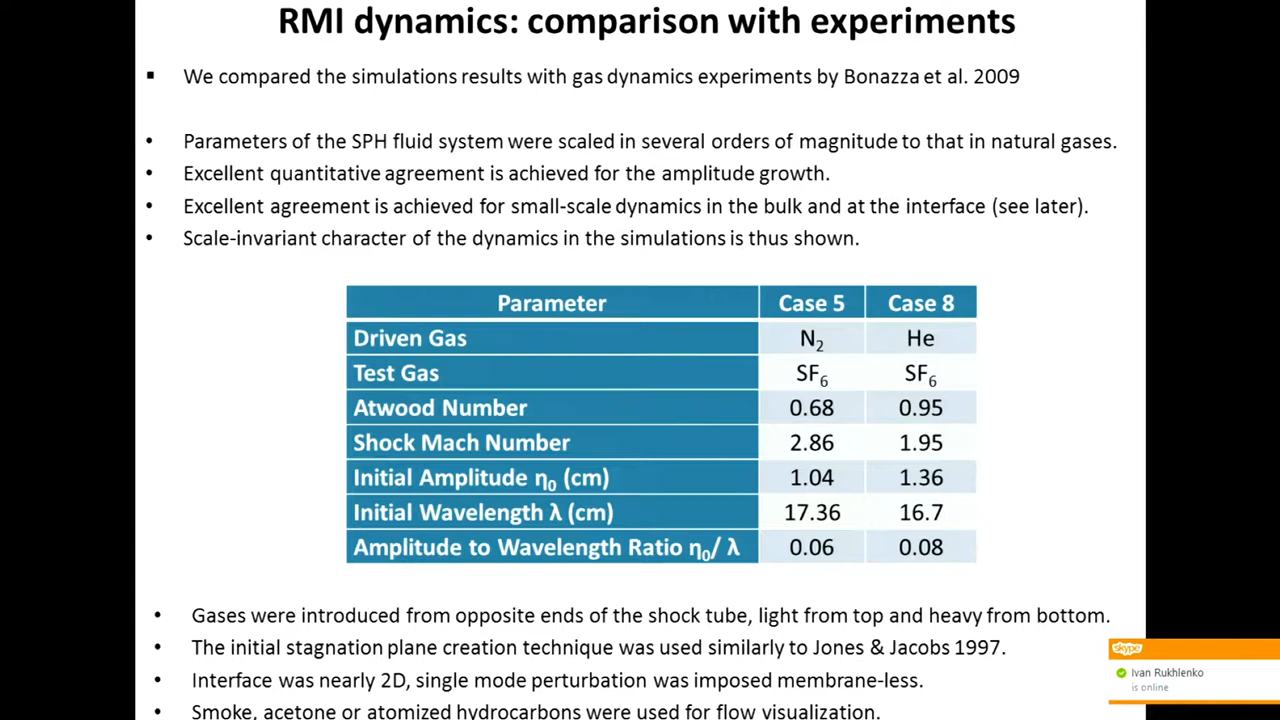 RMI dynamics: comparison with experiments
▪ We compared the simulations results with gas dynamics experiments by Bonazza et al. 2009
• Parameters of the SPH fluid system were scaled in several orders of magnitude to that in natural gases.
• Excellent quantitative agreement is achieved for the amplitude growth.
• Excellent agreement is achieved for small-scale dynamics in the bulk and at the interface (see later).
• Scale-invariant character of the dynamics in the simulations is thus shown.
Parameter Case 5 Case 8
Driven Gas N₂ He
Test Gas SF₆ SF₆
Atwood Number 0.68 0.95
Shock Mach Number 2.86 1.95
Initial Amplitude η₀ (cm) 1.04 1.36
Initial Wavelength λ (cm) 17.36 16.7
Amplitude to Wavelength Ratio η₀/ λ 0.06 0.08
• Gases were introduced from opposite ends of the shock tube, light from top and heavy from bottom.
• The initial stagnation plane creation technique was used similarly to Jones & Jacobs 1997.
• Interface was nearly 2D, single mode perturbation was imposed membrane-less.
• Smoke, acetone or atomized hydrocarbons were used for flow visualization.
skype
Ivan Rukhlenko
is online